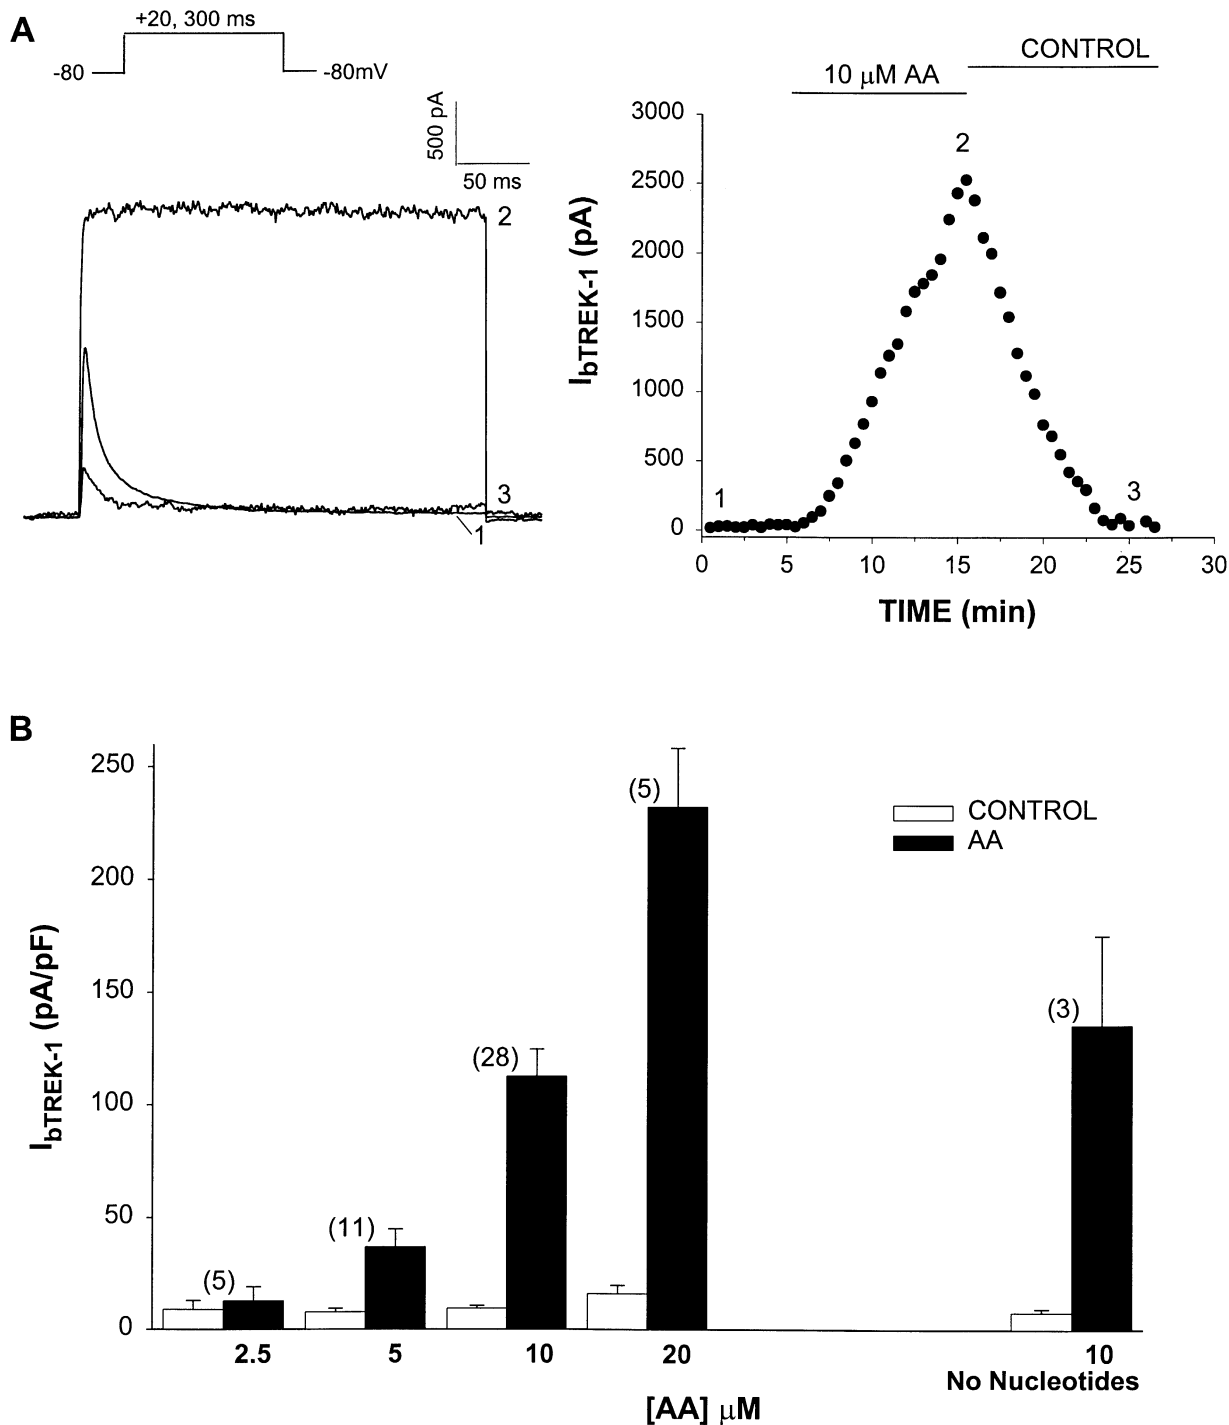 A
+20, 300 ms
-80
-80mV
500 pA
50 ms
2
3
1
CONTROL
10 μM AA
3000
2500
2000
1500
1000
500
0
IbTREK-1 (pA)
1
2
3
0 5 10 15 20 25 30
TIME (min)
B
250
200
150
100
50
0
IbTREK-1 (pA/pF)
(5)
(11)
(28)
(5)
(3)
CONTROL
AA
2.5 5 10 20 10
No Nucleotides
[AA] μM